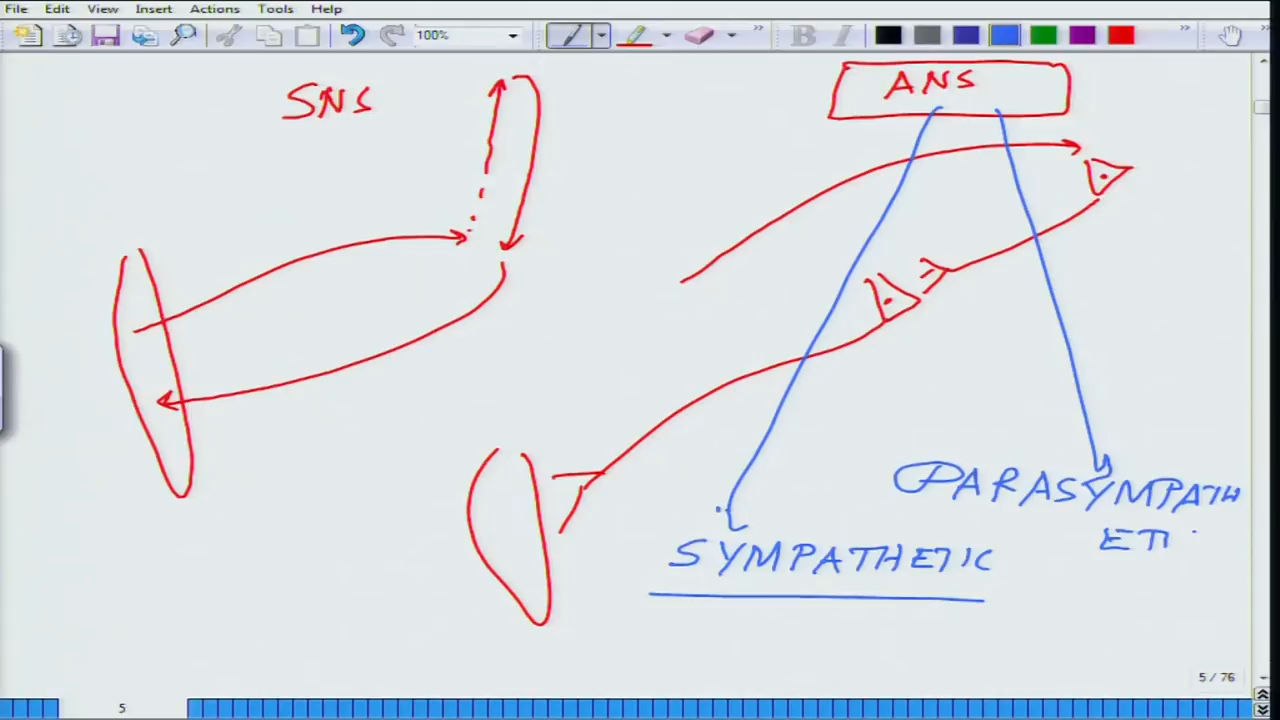 File Edit View Insert Actions Tools Help
100%
B I
SNS
ANS
PARASYMPATH
ETI
SYMPATHETIC
5 / 76
5